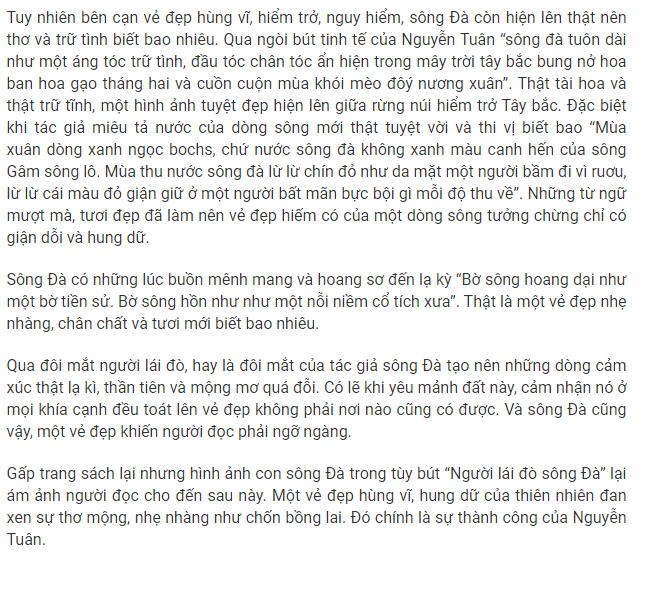 Tuy nhiên bên cạn vẻ đẹp hùng vĩ, hiểm trở, nguy hiểm, sông Đà còn hiện lên thật nên
thơ và trữ tình biết bao nhiêu. Qua ngòi bút tinh tế của Nguyễn Tuân “sông đà tuôn dài
như một áng tóc trữ tình, đầu tóc chân tóc ẩn hiện trong mây trời tây bắc bung nở hoa
ban hoa gạo tháng hai và cuồn cuộn mùa khói mèo đôý nương xuân”. Thật tài hoa và
thật trữ tĩnh, một hình ảnh tuyệt đẹp hiện lên giữa rừng núi hiểm trở Tây bắc. Đặc biệt
khi tác giả miêu tả nước của dòng sông mới thật tuyệt vời và thi vị biết bao “Mùa
xuân dòng xanh ngọc bochs, chứ nước sông đà không xanh màu canh hến của sông
Gâm sông lô. Mùa thu nước sông đà lừ lừ chín đỏ như da mặt một người bầm đi vì ruơu,
lừ lừ cái màu đỏ giận giữ ở một người bất mãn bực bội gì mỗi độ thu về”. Những từ ngữ
mượt mà, tươi đẹp đã làm nên vẻ đẹp hiếm có của một dòng sông tưởng chừng chỉ có
giận dỗi và hung dữ.
Sông Đà có những lúc buồn mênh mang và hoang sơ đến lạ kỳ “Bờ sông hoang dại như
một bờ tiền sử. Bờ sông hồn như như một nỗi niềm cổ tích xưa”. Thật là một vẻ đẹp nhẹ
nhàng, chân chất và tươi mới biết bao nhiêu.
Qua đôi mắt người lái đò, hay là đôi mắt của tác giả sông Đà tạo nên những dòng cảm
xúc thật lạ kì, thần tiên và mộng mơ quá đỗi. Có lẽ khi yêu mảnh đất này, cảm nhận nó ở
mọi khía cạnh đều toát lên vẻ đẹp không phải nơi nào cũng có được. Và sông Đà cũng
vậy, một vẻ đẹp khiến người đọc phải ngỡ ngàng.
Gấp trang sách lại nhưng hình ảnh con sông Đà trong tùy bút “Người lái đò sông Đà” lại
ám ảnh người đọc cho đến sau này. Một vẻ đẹp hùng vĩ, hung dữ của thiên nhiên đan
xen sự thơ mộng, nhẹ nhàng như chốn bồng lai. Đó chính là sự thành công của Nguyễn
Tuân.